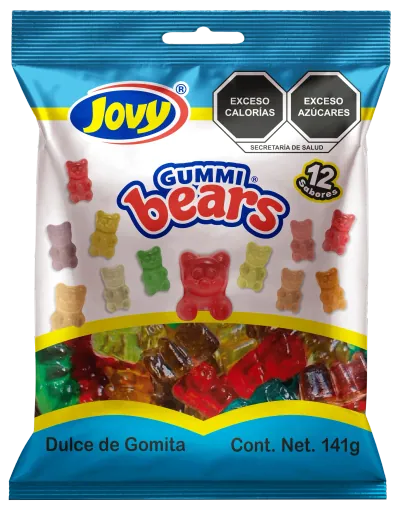 Jovy®
EXCESO
CALORÍAS
EXCESO
AZÚCARES
SECRETARÍA DE SALUD
GUMMI®
bears
12
Sabores
Dulce de Gomita
Cont. Net. 141g